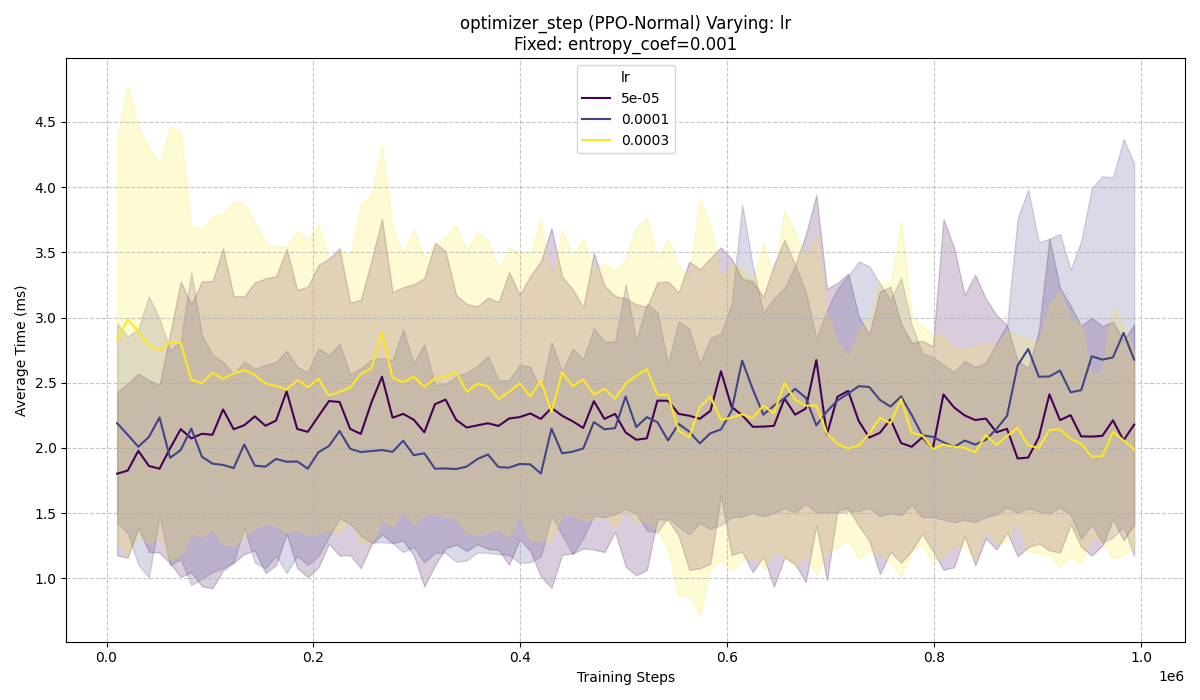 optimizer_step (PPO-Normal) Varying: lr
Fixed: entropy_coef=0.001
lr
5e-05
0.0001
0.0003
Average Time (ms)
4.5
4.0
3.5
3.0
2.5
2.0
1.5
1.0
0.0 0.2 0.4 0.6 0.8 1.0
1e6
Training Steps